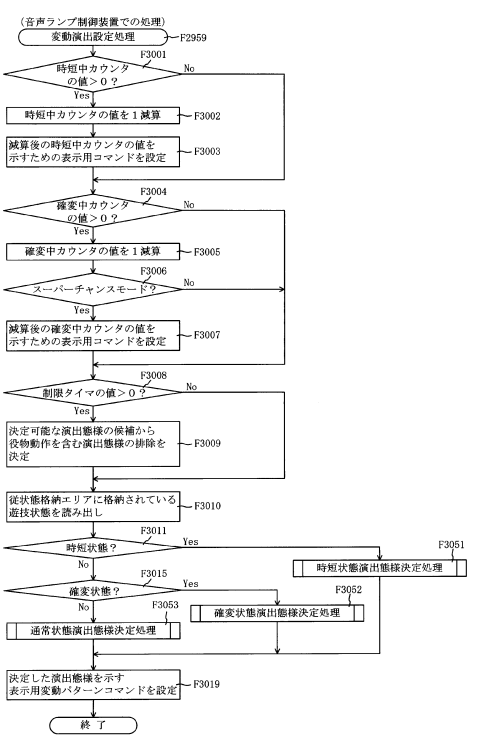 (音声ランプ制御装置での処理)
変動演出設定処理
F2959
F3001
時短中カウンタ
の値>0?
No
Yes
時短中カウンタの値を1減算
F3002
減算後の時短中カウンタの値を
示すための表示用コマンドを設定
F3003
F3004
確変中カウンタ
の値>0?
No
Yes
確変中カウンタの値を1減算
F3005
F3006
スーパーチャンスモード?
No
Yes
減算後の確変中カウンタの値を
示すための表示用コマンドを設定
F3007
F3008
制限タイマの値>0?
No
Yes
決定可能な演出態様の候補から
役物動作を含む演出態様の排除を
決定
F3009
従状態格納エリアに格納されている
遊技状態を読み出し
F3010
F3011
時短状態?
Yes
No
F3051
時短状態演出態様決定処理
F3015
確変状態?
Yes
No
F3052
確変状態演出態様決定処理
F3053
通常状態演出態様決定処理
決定した演出態様を示す
表示用変動パターンコマンドを設定
F3019
終了